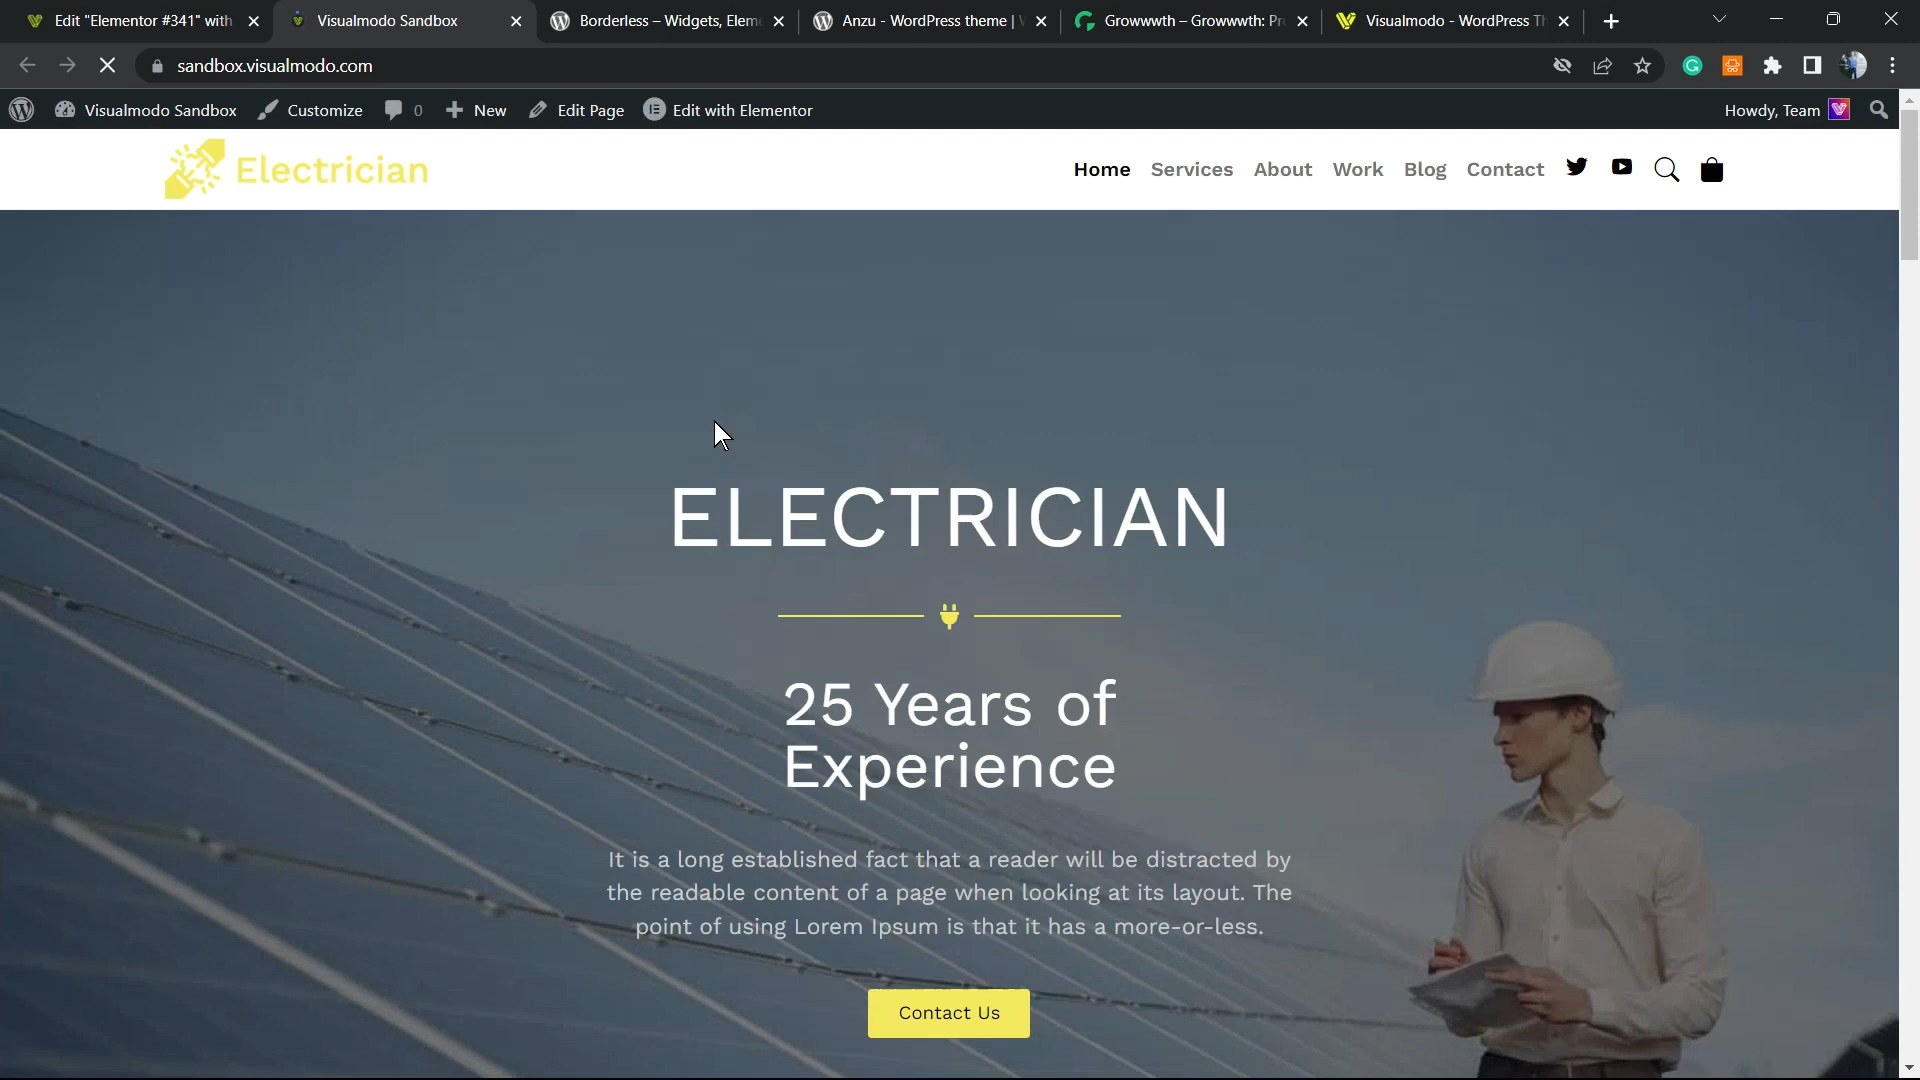 Edit "Elementor #341" with
Visualmodo Sandbox
Borderless – Widgets, Elem
Anzu - WordPress theme |
Growwwth – Growwwth: Pr
Visualmodo - WordPress Th
sandbox.visualmodo.com
Visualmodo Sandbox
Customize
0
New
Edit Page
Edit with Elementor
Howdy, Team
Electrician
Home
Services
About
Work
Blog
Contact
ELECTRICIAN
25 Years of
Experience
It is a long established fact that a reader will be distracted by
the readable content of a page when looking at its layout. The
point of using Lorem Ipsum is that it has a more-or-less.
Contact Us